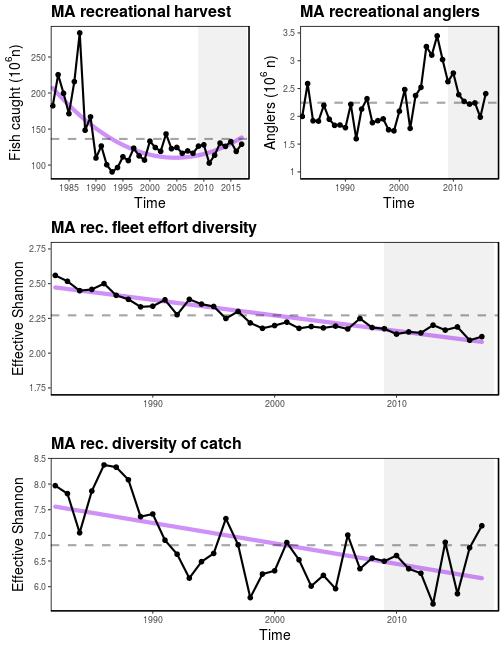 MA recreational harvest
Fish caught (10⁶n)
250
200
150
100
1985 1990 1995 2000 2005 2010 2015
Time
MA recreational anglers
Anglers (10⁶ n)
3.5
3
2.5
2
1.5
1
1990 2000 2010
Time
MA rec. fleet effort diversity
Effective Shannon
2.75
2.50
2.25
2.00
1.75
1990 2000 2010
MA rec. diversity of catch
Effective Shannon
8.5
8.0
7.5
7.0
6.5
6.0
1990 2000 2010
Time